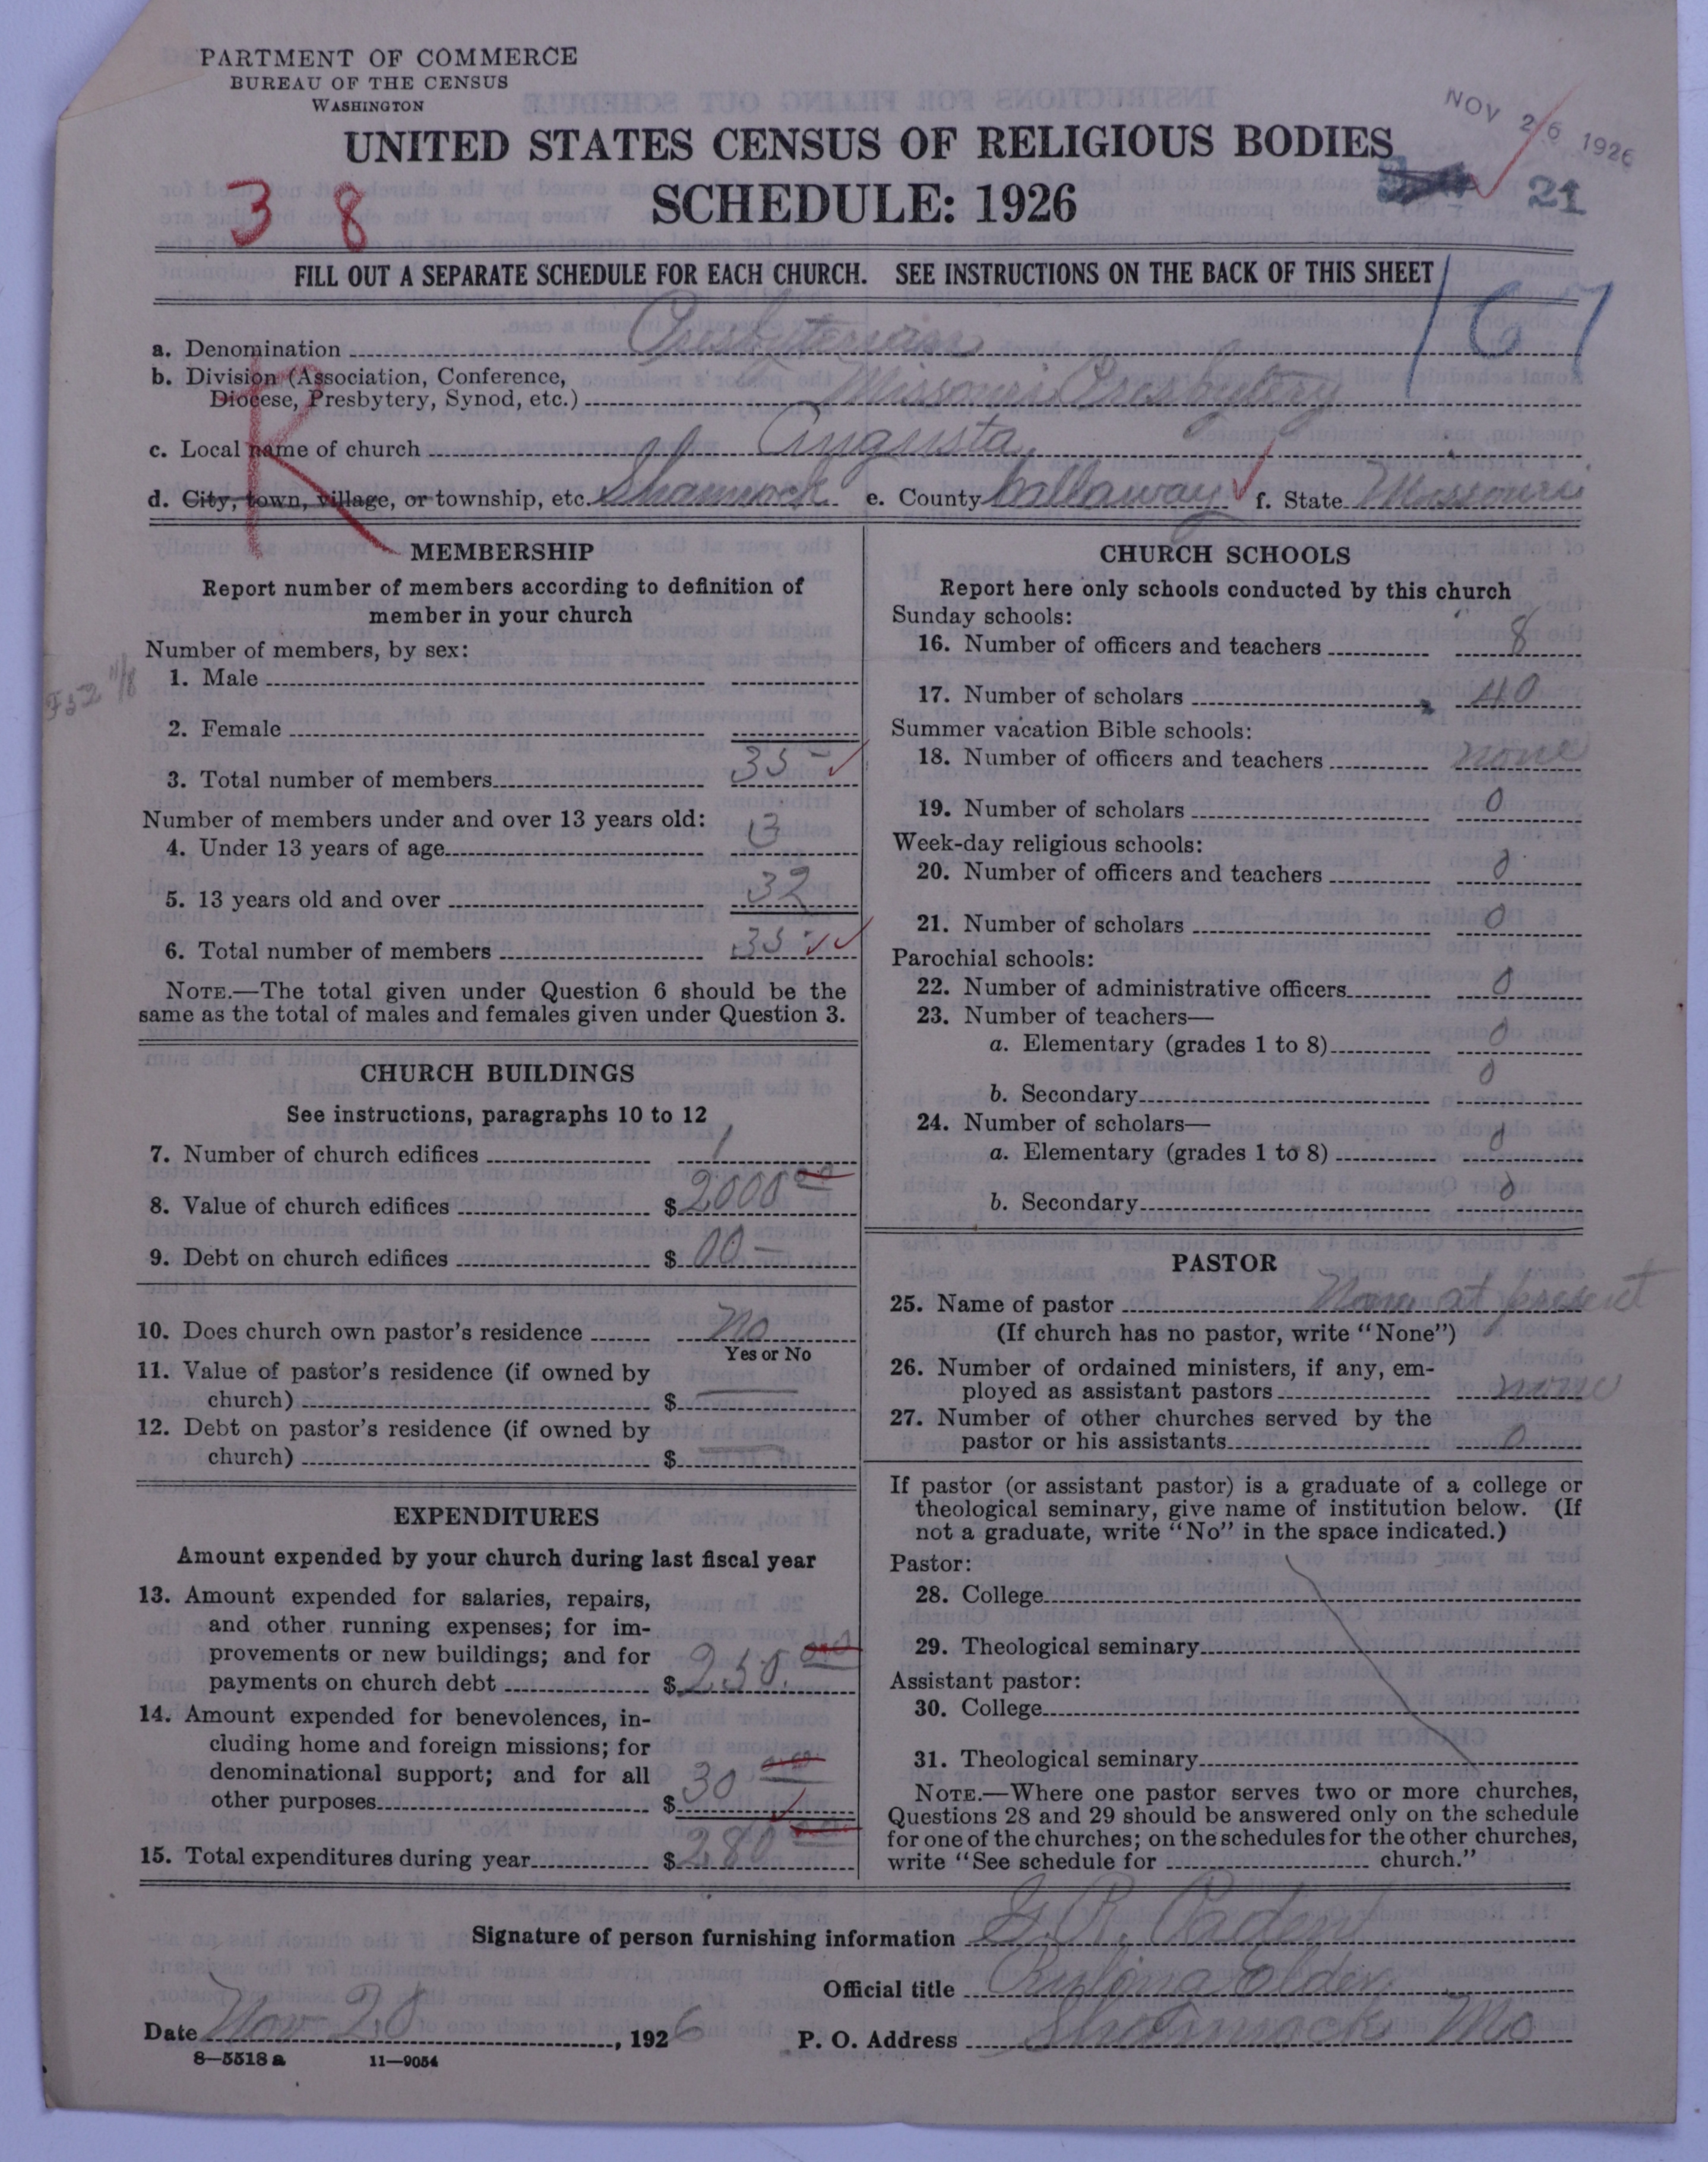 PARTMENT OF COMMERCE
BUREAU OF THE CENSUS
WASHINGTON
NOV 26 1926
UNITED STATES CENSUS OF RELIGIOUS BODIES
SCHEDULE: 1926
3 8
21
FILL OUT A SEPARATE SCHEDULE FOR EACH CHURCH. SEE INSTRUCTIONS ON THE BACK OF THIS SHEET
107
a. Denomination Presbyterian
b. Division (Association, Conference, Diocese, Presbytery, Synod, etc.) Missouri Presbytery
K
c. Local name of church Augusta
d. City, town, village, or township, etc. Shamrock e. County Callaway f. State Missouri
MEMBERSHIP
Report number of members according to definition of
member in your church
Number of members, by sex:
1. Male
2. Female
3. Total number of members 35
Number of members under and over 13 years old:
4. Under 13 years of age 3
5. 13 years old and over 32
6. Total number of members 35
NOTE.—The total given under Question 6 should be the
same as the total of males and females given under Question 3.
CHURCH BUILDINGS
See instructions, paragraphs 10 to 12
7. Number of church edifices 1
8. Value of church edifices $ 2000 00
9. Debt on church edifices $ 00
10. Does church own pastor's residence No
Yes or No
11. Value of pastor's residence (if owned by
church) $
12. Debt on pastor's residence (if owned by
church) $
EXPENDITURES
Amount expended by your church during last fiscal year
13. Amount expended for salaries, repairs,
and other running expenses; for im-
provements or new buildings; and for
payments on church debt $ 250. 00
14. Amount expended for benevolences, in-
cluding home and foreign missions; for
denominational support; and for all
other purposes $ 30 00
15. Total expenditures during year $ 280 00
CHURCH SCHOOLS
Report here only schools conducted by this church
Sunday schools:
16. Number of officers and teachers 8
17. Number of scholars 40
Summer vacation Bible schools:
18. Number of officers and teachers none
19. Number of scholars 0
Week-day religious schools:
20. Number of officers and teachers 0
21. Number of scholars 0
Parochial schools:
22. Number of administrative officers 0
23. Number of teachers—
a. Elementary (grades 1 to 8) 0
b. Secondary 0
24. Number of scholars—
a. Elementary (grades 1 to 8) 0
b. Secondary 0
PASTOR
25. Name of pastor None at present
(If church has no pastor, write "None")
26. Number of ordained ministers, if any, em-
ployed as assistant pastors none
27. Number of other churches served by the
pastor or his assistants 0
If pastor (or assistant pastor) is a graduate of a college or
theological seminary, give name of institution below. (If
not a graduate, write "No" in the space indicated.)
Pastor:
28. College
29. Theological seminary
Assistant pastor:
30. College
31. Theological seminary
NOTE.—Where one pastor serves two or more churches,
Questions 28 and 29 should be answered only on the schedule
for one of the churches; on the schedules for the other churches,
write "See schedule for church."
Signature of person furnishing information G. R. Caden
Official title Ruling Elder
Date Nov 20, 1926 P. O. Address Shamrock Mo
8—5518 a 11—9054